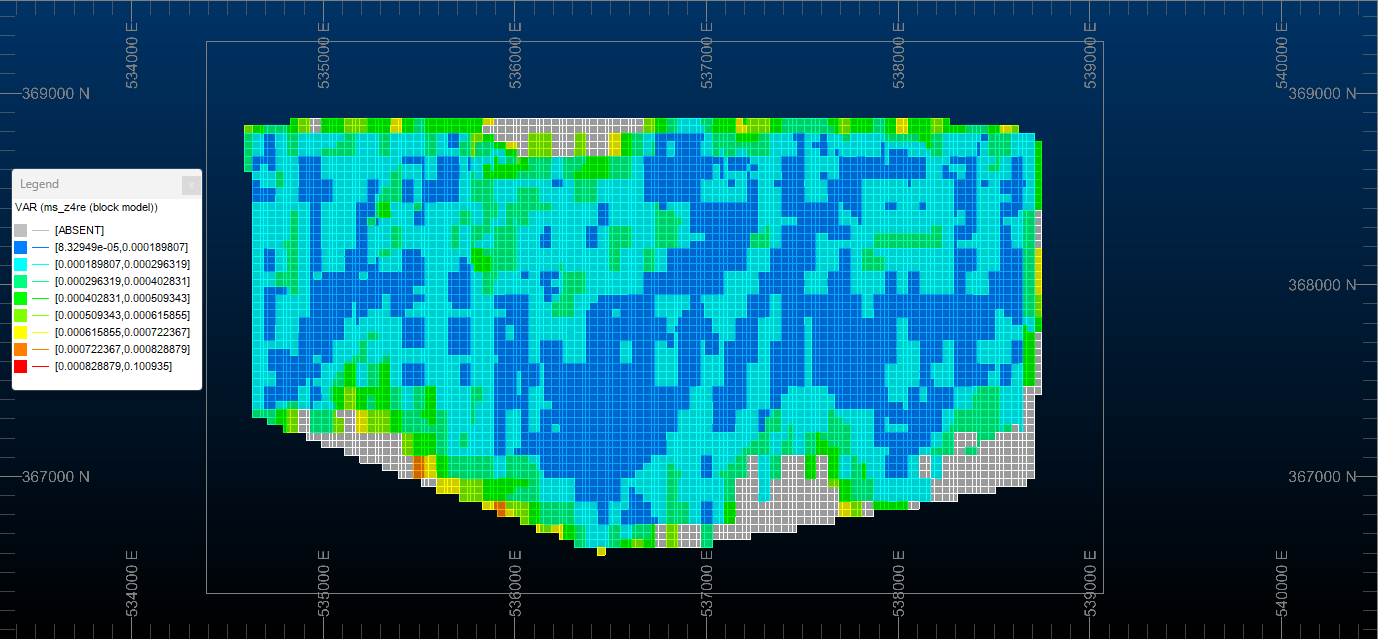 534000 E
535000 E
536000 E
537000 E
538000 E
539000 E
540000 E
369000 N
369000 N
Legend
x
VAR (ms_z4re (block model))
[ABSENT]
[8.32949e-05,0.000189807]
[0.000189807,0.000296319]
[0.000296319,0.000402831]
[0.000402831,0.000509343]
[0.000509343,0.000615855]
[0.000615855,0.000722367]
[0.000722367,0.000828879]
[0.000828879,0.100935]
368000 N
367000 N
367000 N
534000 E
535000 E
536000 E
537000 E
538000 E
539000 E
540000 E